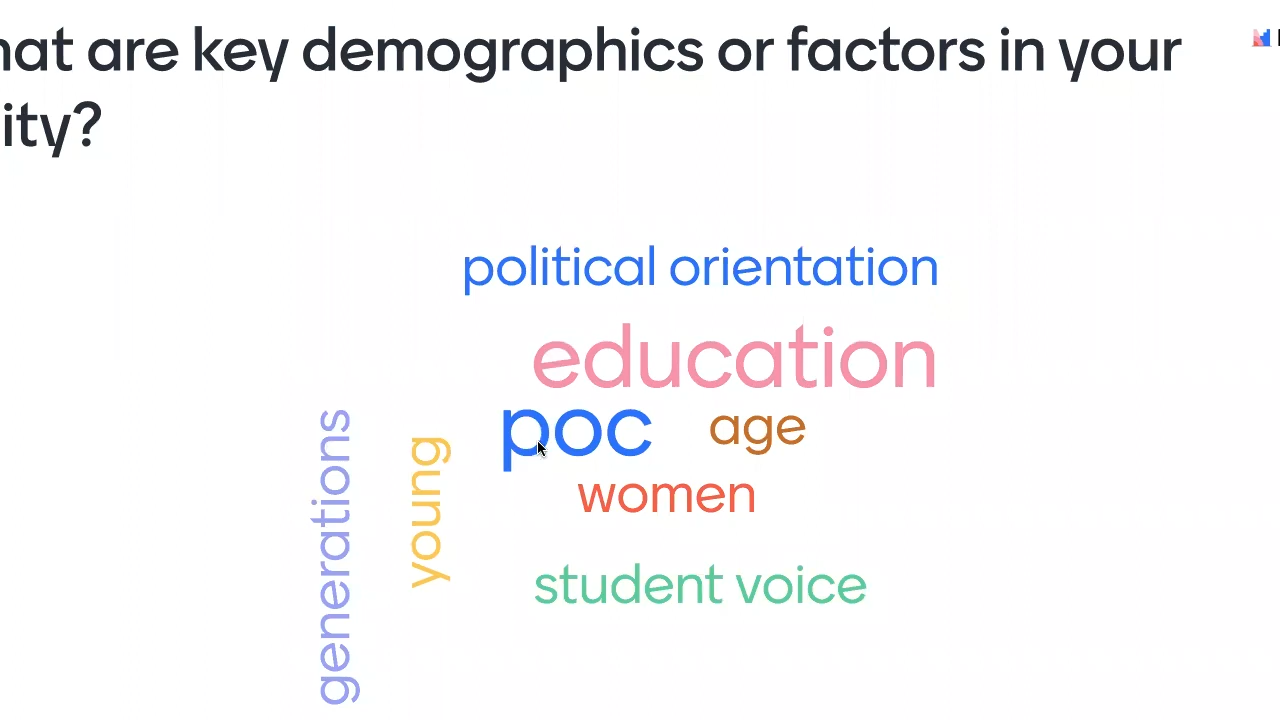 hat are key demographics or factors in your
ity?
political orientation
education
poc
age
women
student voice
young
generations